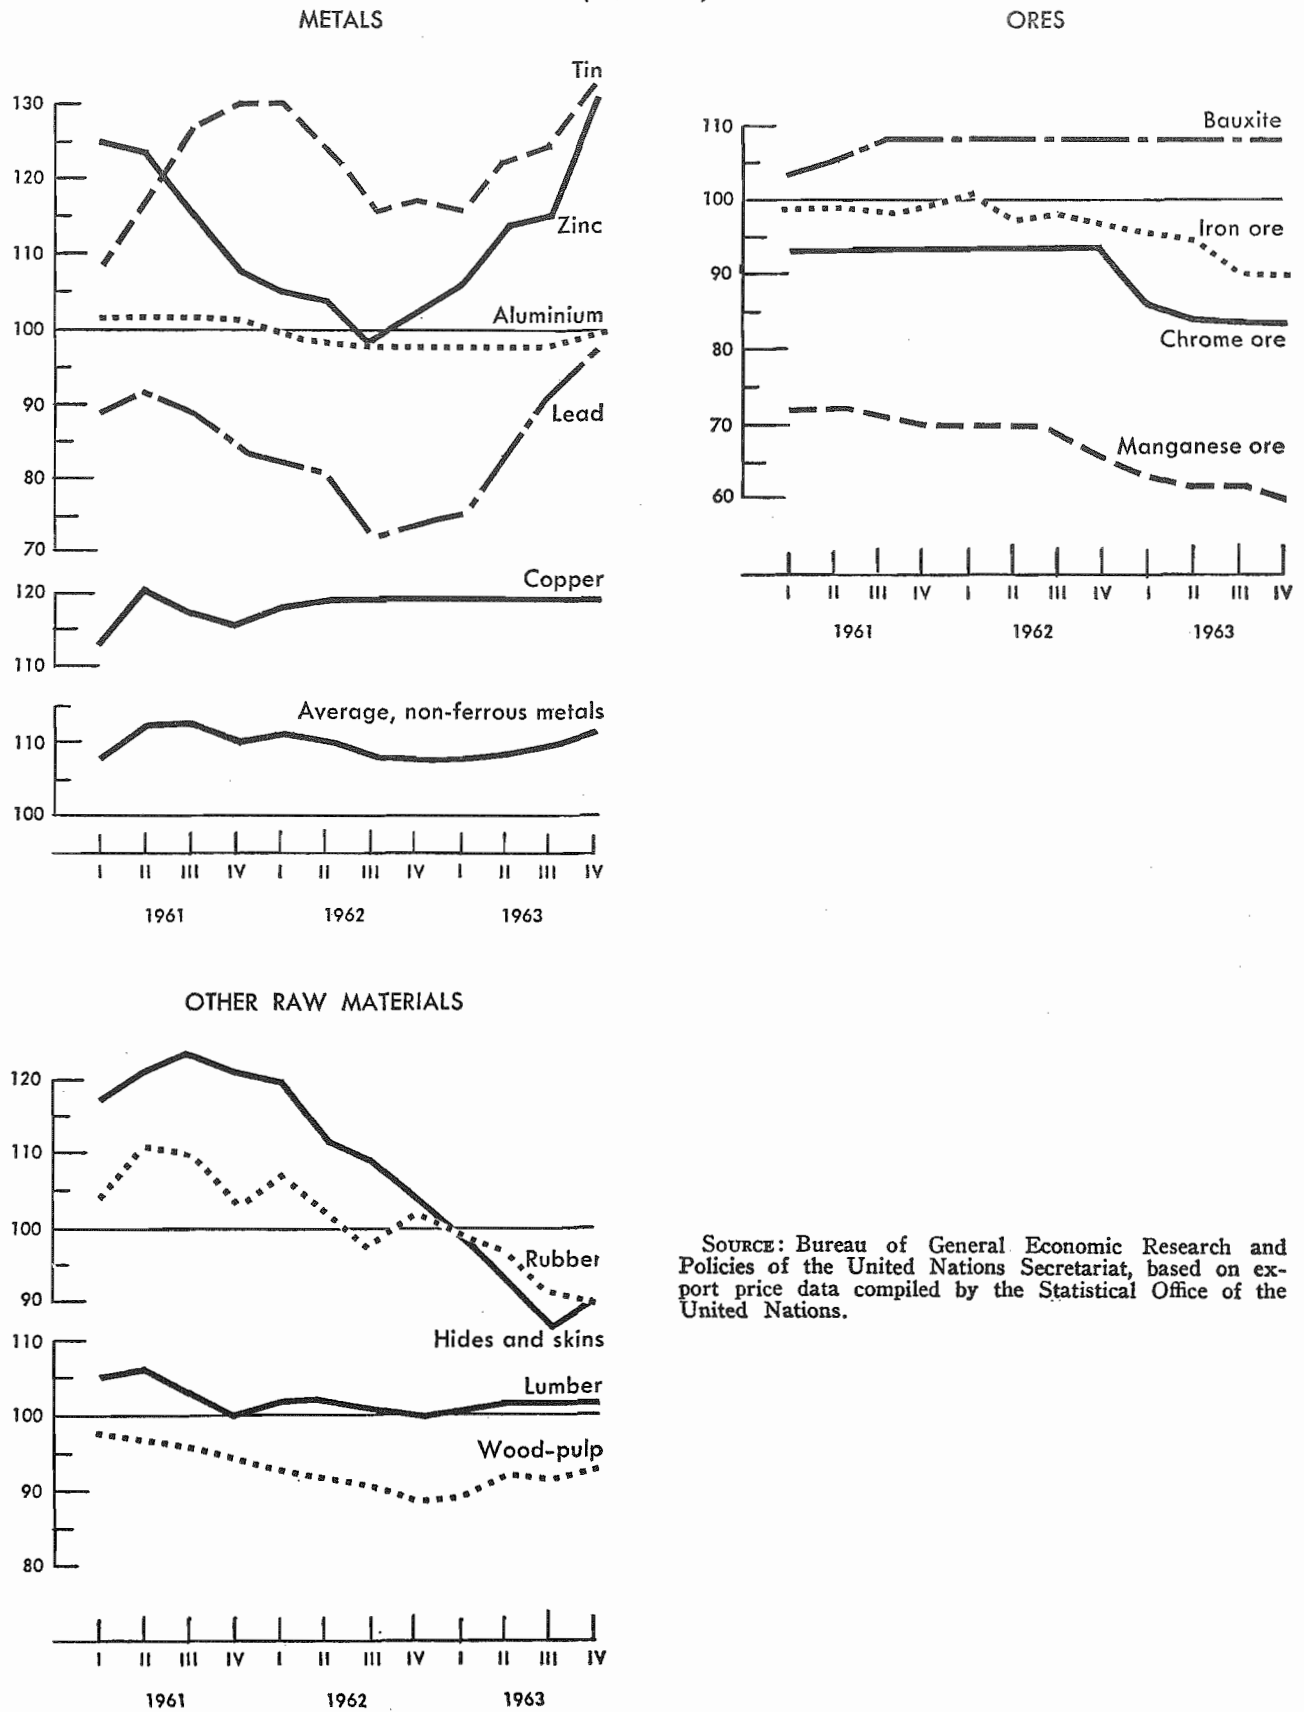 METALS
130
120
110
100
90
80
70
120
110
110
100
Tin
Zinc
Aluminium
Lead
Copper
Average, non-ferrous metals
I II III IV I II III IV I II III IV
1961 1962 1963
ORES
110
100
90
80
70
60
Bauxite
Iron ore
Chrome ore
Manganese ore
I II III IV I II III IV I II III IV
1961 1962 1963
OTHER RAW MATERIALS
120
110
100
90
110
100
90
80
Rubber
Hides and skins
Lumber
Wood-pulp
I II III IV I II III IV I II III IV
1961 1962 1963
SOURCE: Bureau of General Economic Research and
Policies of the United Nations Secretariat, based on ex-
port price data compiled by the Statistical Office of the
United Nations.